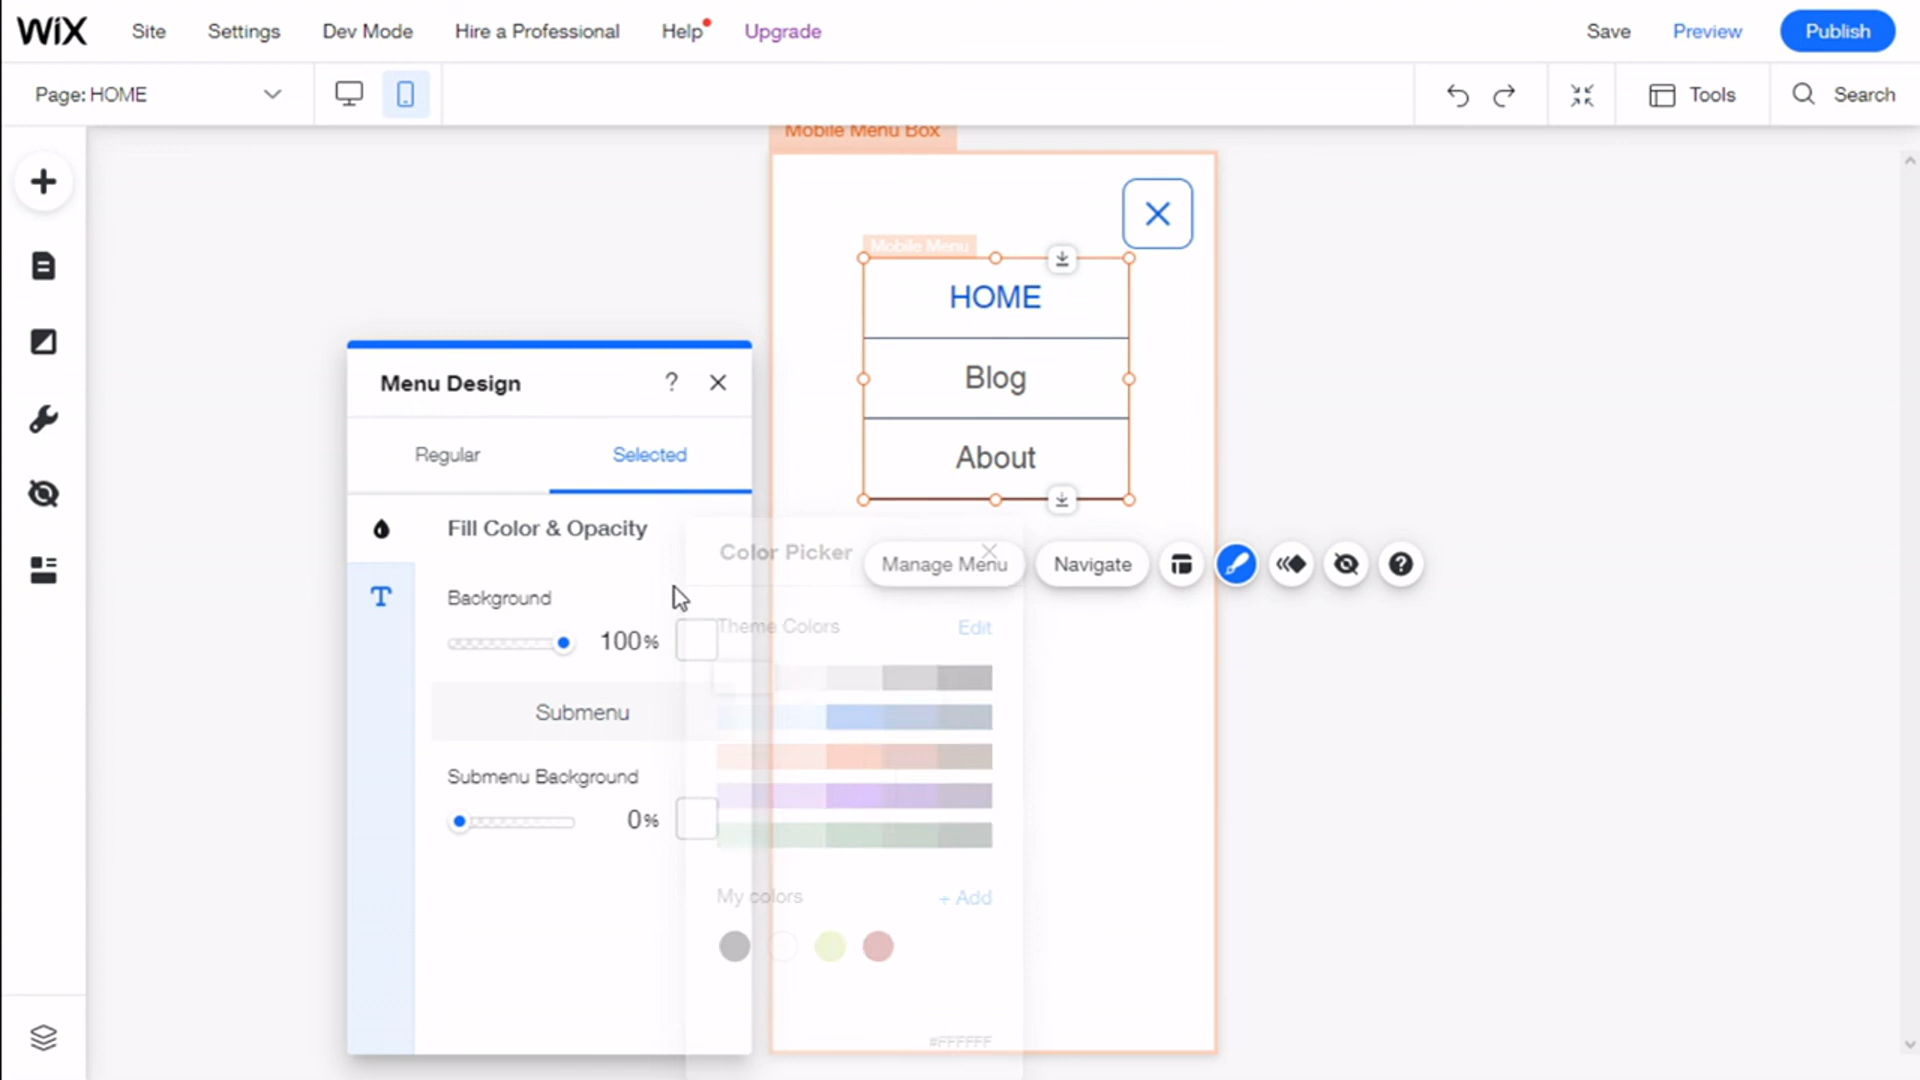 WiX Site Settings Dev Mode Hire a Professional Help Upgrade Save Preview Publish
Page: HOME Tools Search
Mobile Menu Box
Mobile Menu
HOME
Blog
About
Menu Design ?
Regular Selected
Fill Color & Opacity
Color Picker
Manage Menu Navigate
T
Background
100%
Theme Colors Edit
Submenu
Submenu Background
0%
My colors + Add
#FFFFFF